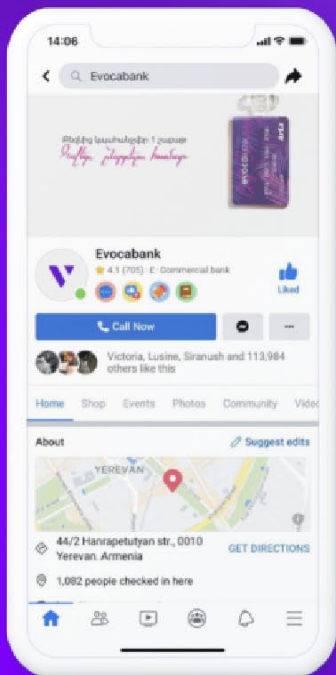 14:06
Evocabank
evocaTOUCH
Evocabank
4.1 (705) · £ · Commercial bank
Liked
Call Now
Victoria, Lusine, Siranush and 113,984
others like this
Home Shop Events Photos Community Video
About
Suggest edits
YEREVAN
44/2 Hanrapetutyan str., 0010
Yerevan. Armenia
GET DIRECTIONS
1,082 people checked in here